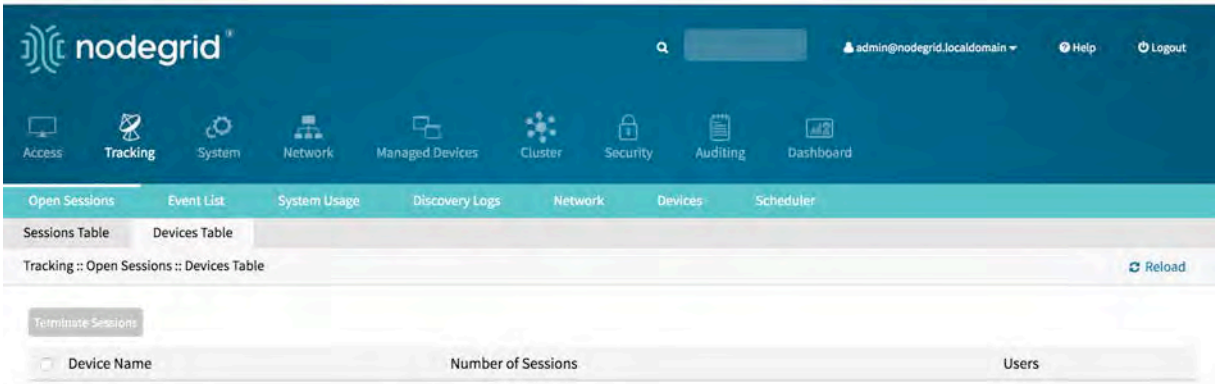 nodegrid®
admin@nodegrid.localdomain Help Logout
Access Tracking System Network Managed Devices Cluster Security Auditing Dashboard
Open Sessions Event List System Usage Discovery Logs Network Devices Scheduler
Sessions Table Devices Table
Tracking :: Open Sessions :: Devices Table Reload
Terminate Sessions
Device Name Number of Sessions Users